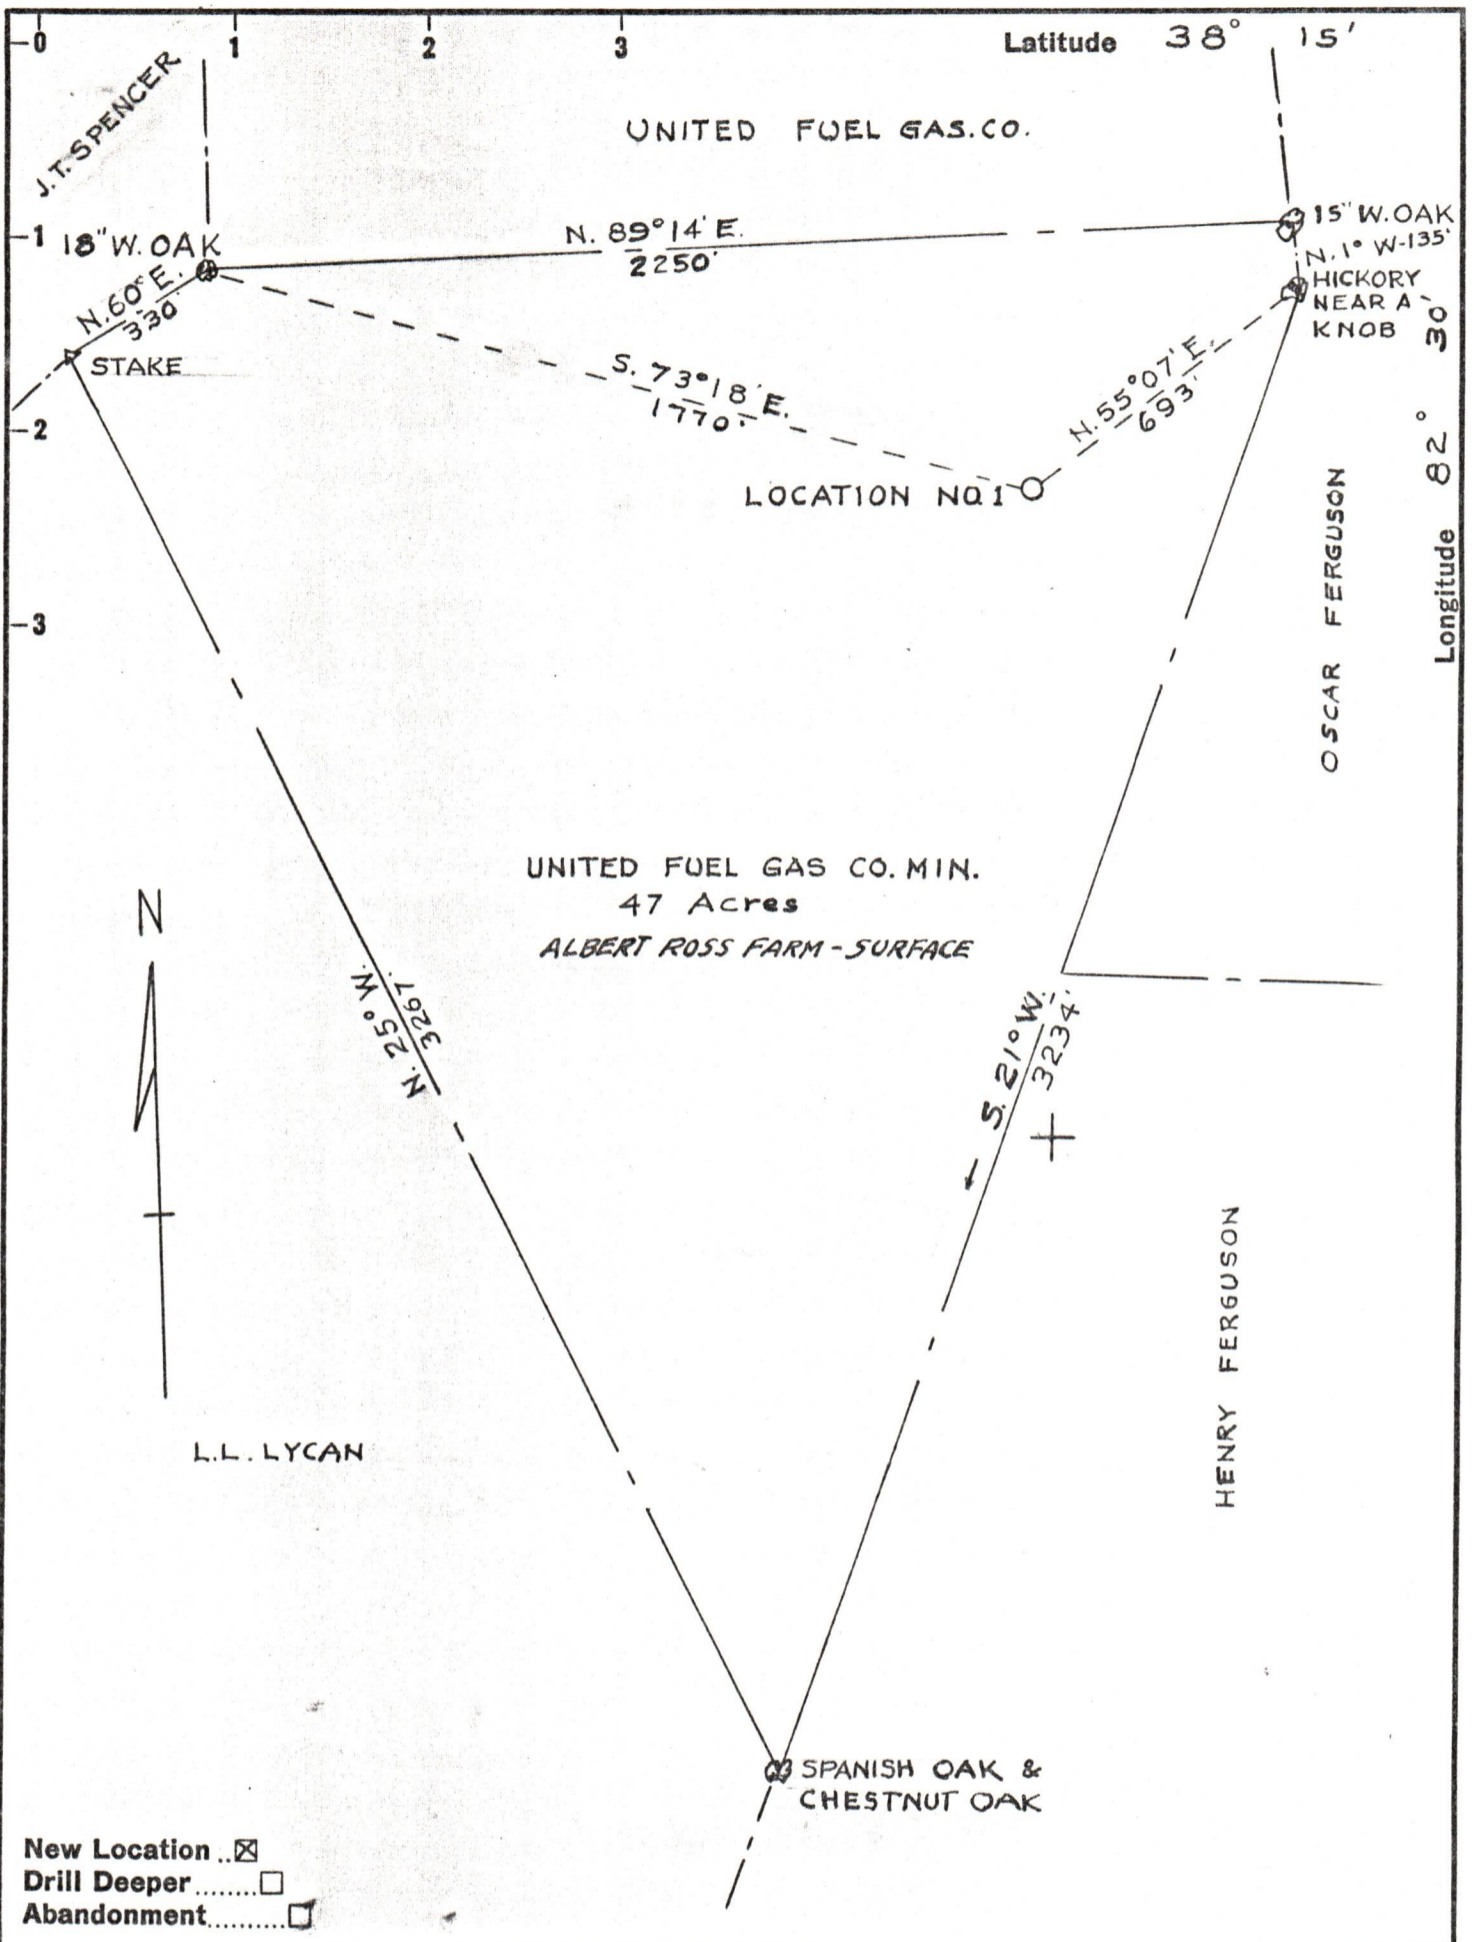 0 1 2 3 Latitude 38° 15'
J.T. SPENCER
UNITED FUEL GAS. CO.
1
18" W. OAK
N. 89°14' E.
2250'
15" W. OAK
N. 1° W-135'
HICKORY
NEAR A
KNOB
N. 60° E.
330'
STAKE
S. 73°18' E.
1770'
N. 55°07' E.
693'
2
LOCATION NO. 1
Longitude 82° 30'
3
OSCAR FERGUSON
UNITED FUEL GAS CO. MIN.
47 Acres
ALBERT ROSS FARM - SURFACE
N
N. 25° W.
3267'
S. 21° W.
3234'
HENRY FERGUSON
L.L. LYCAN
SPANISH OAK &
CHESTNUT OAK
New Location ..☒
Drill Deeper........☐
Abandonment..........☐